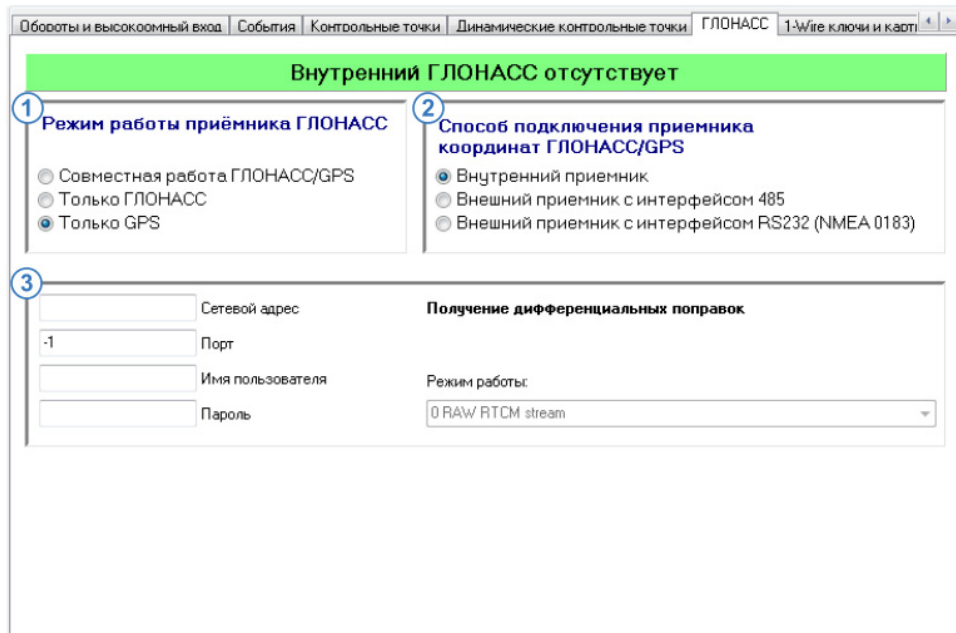 Обороты и высокоомный вход События Контрольные точки Динамические контрольные точки ГЛОНАСС 1-Wire ключи и карт
Внутренний ГЛОНАСС отсутствует
1
Режим работы приёмника ГЛОНАСС
Совместная работа ГЛОНАСС/GPS
Только ГЛОНАСС
Только GPS
2
Способ подключения приемника
координат ГЛОНАСС/GPS
Внутренний приемник
Внешний приемник с интерфейсом 485
Внешний приемник с интерфейсом RS232 (NMEA 0183)
3
Сетевой адрес
-1 Порт
Имя пользователя
Пароль
Получение дифференциальных поправок
Режим работы:
0 RAW RTCM stream